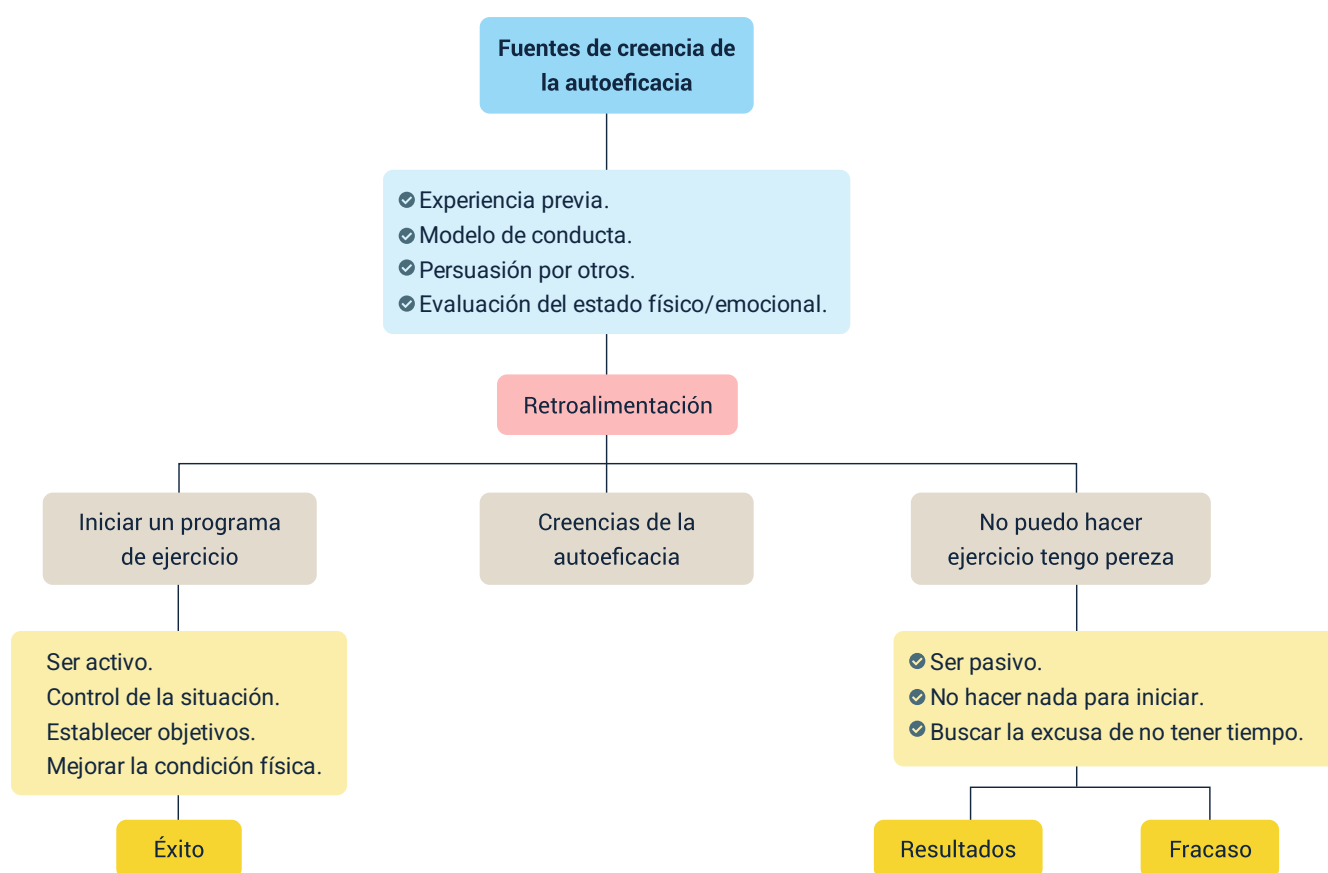 Fuentes de creencia de
la autoeficacia
Experiencia previa.
Modelo de conducta.
Persuasión por otros.
Evaluación del estado físico/emocional.
Retroalimentación
Iniciar un programa
de ejercicio
Creencias de la
autoeficacia
No puedo hacer
ejercicio tengo pereza
Ser activo.
Control de la situación.
Establecer objetivos.
Mejorar la condición física.
Ser pasivo.
No hacer nada para iniciar.
Buscar la excusa de no tener tiempo.
Éxito
Resultados
Fracaso